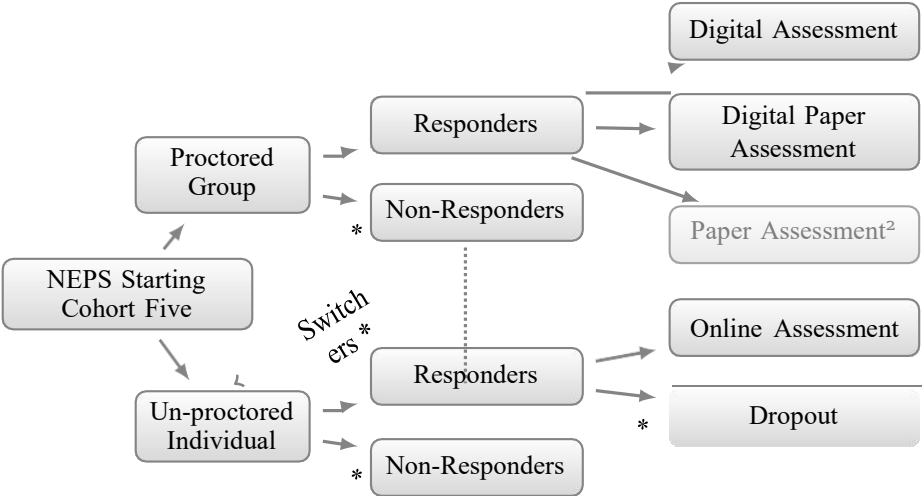 Digital Assessment
Responders
Digital Paper
Assessment
Proctored
Group
Non-Responders
*
Paper Assessment²
NEPS Starting
Cohort Five
Switch
ers *
Online Assessment
Responders
Un-proctored
Individual
Dropout
*
Non-Responders
*